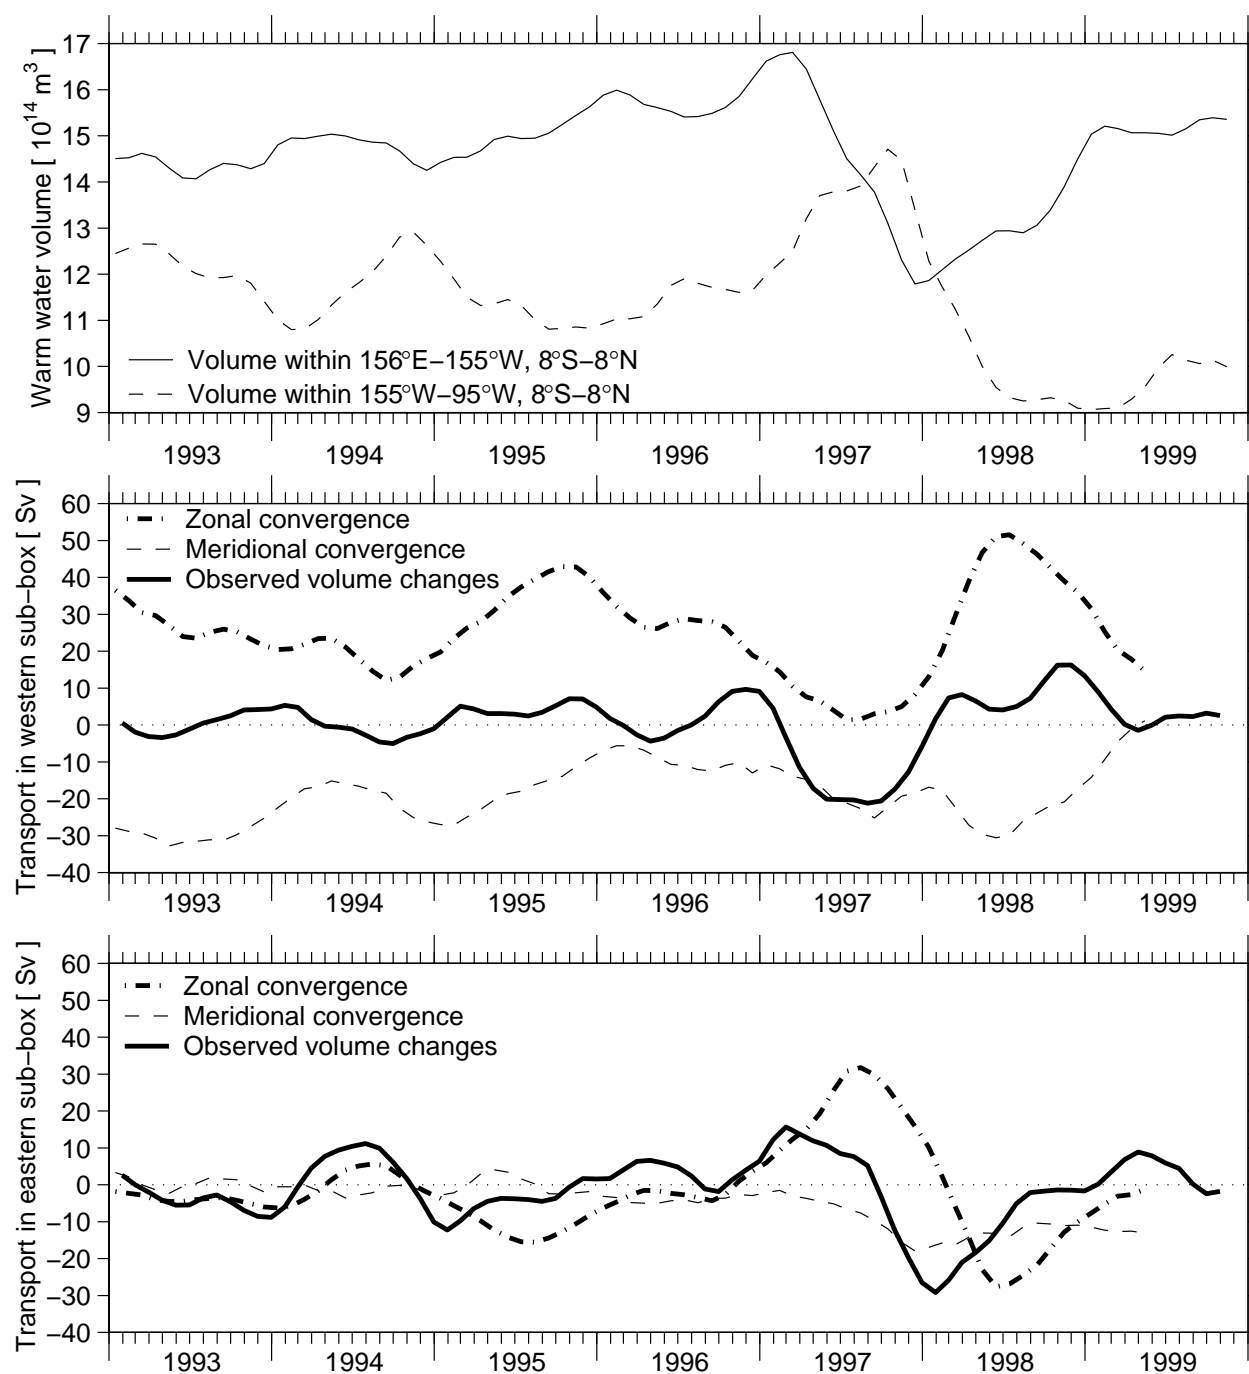 Warm water volume [ 10^14 m^3 ]
17
16
15
14
13
12
11
10
9
Volume within 156°E−155°W, 8°S−8°N
Volume within 155°W−95°W, 8°S−8°N
1993 1994 1995 1996 1997 1998 1999
Transport in western sub−box [ Sv ]
60
50
40
30
20
10
0
−10
−20
−30
−40
Zonal convergence
Meridional convergence
Observed volume changes
1993 1994 1995 1996 1997 1998 1999
Transport in eastern sub−box [ Sv ]
60
50
40
30
20
10
0
−10
−20
−30
−40
Zonal convergence
Meridional convergence
Observed volume changes
1993 1994 1995 1996 1997 1998 1999